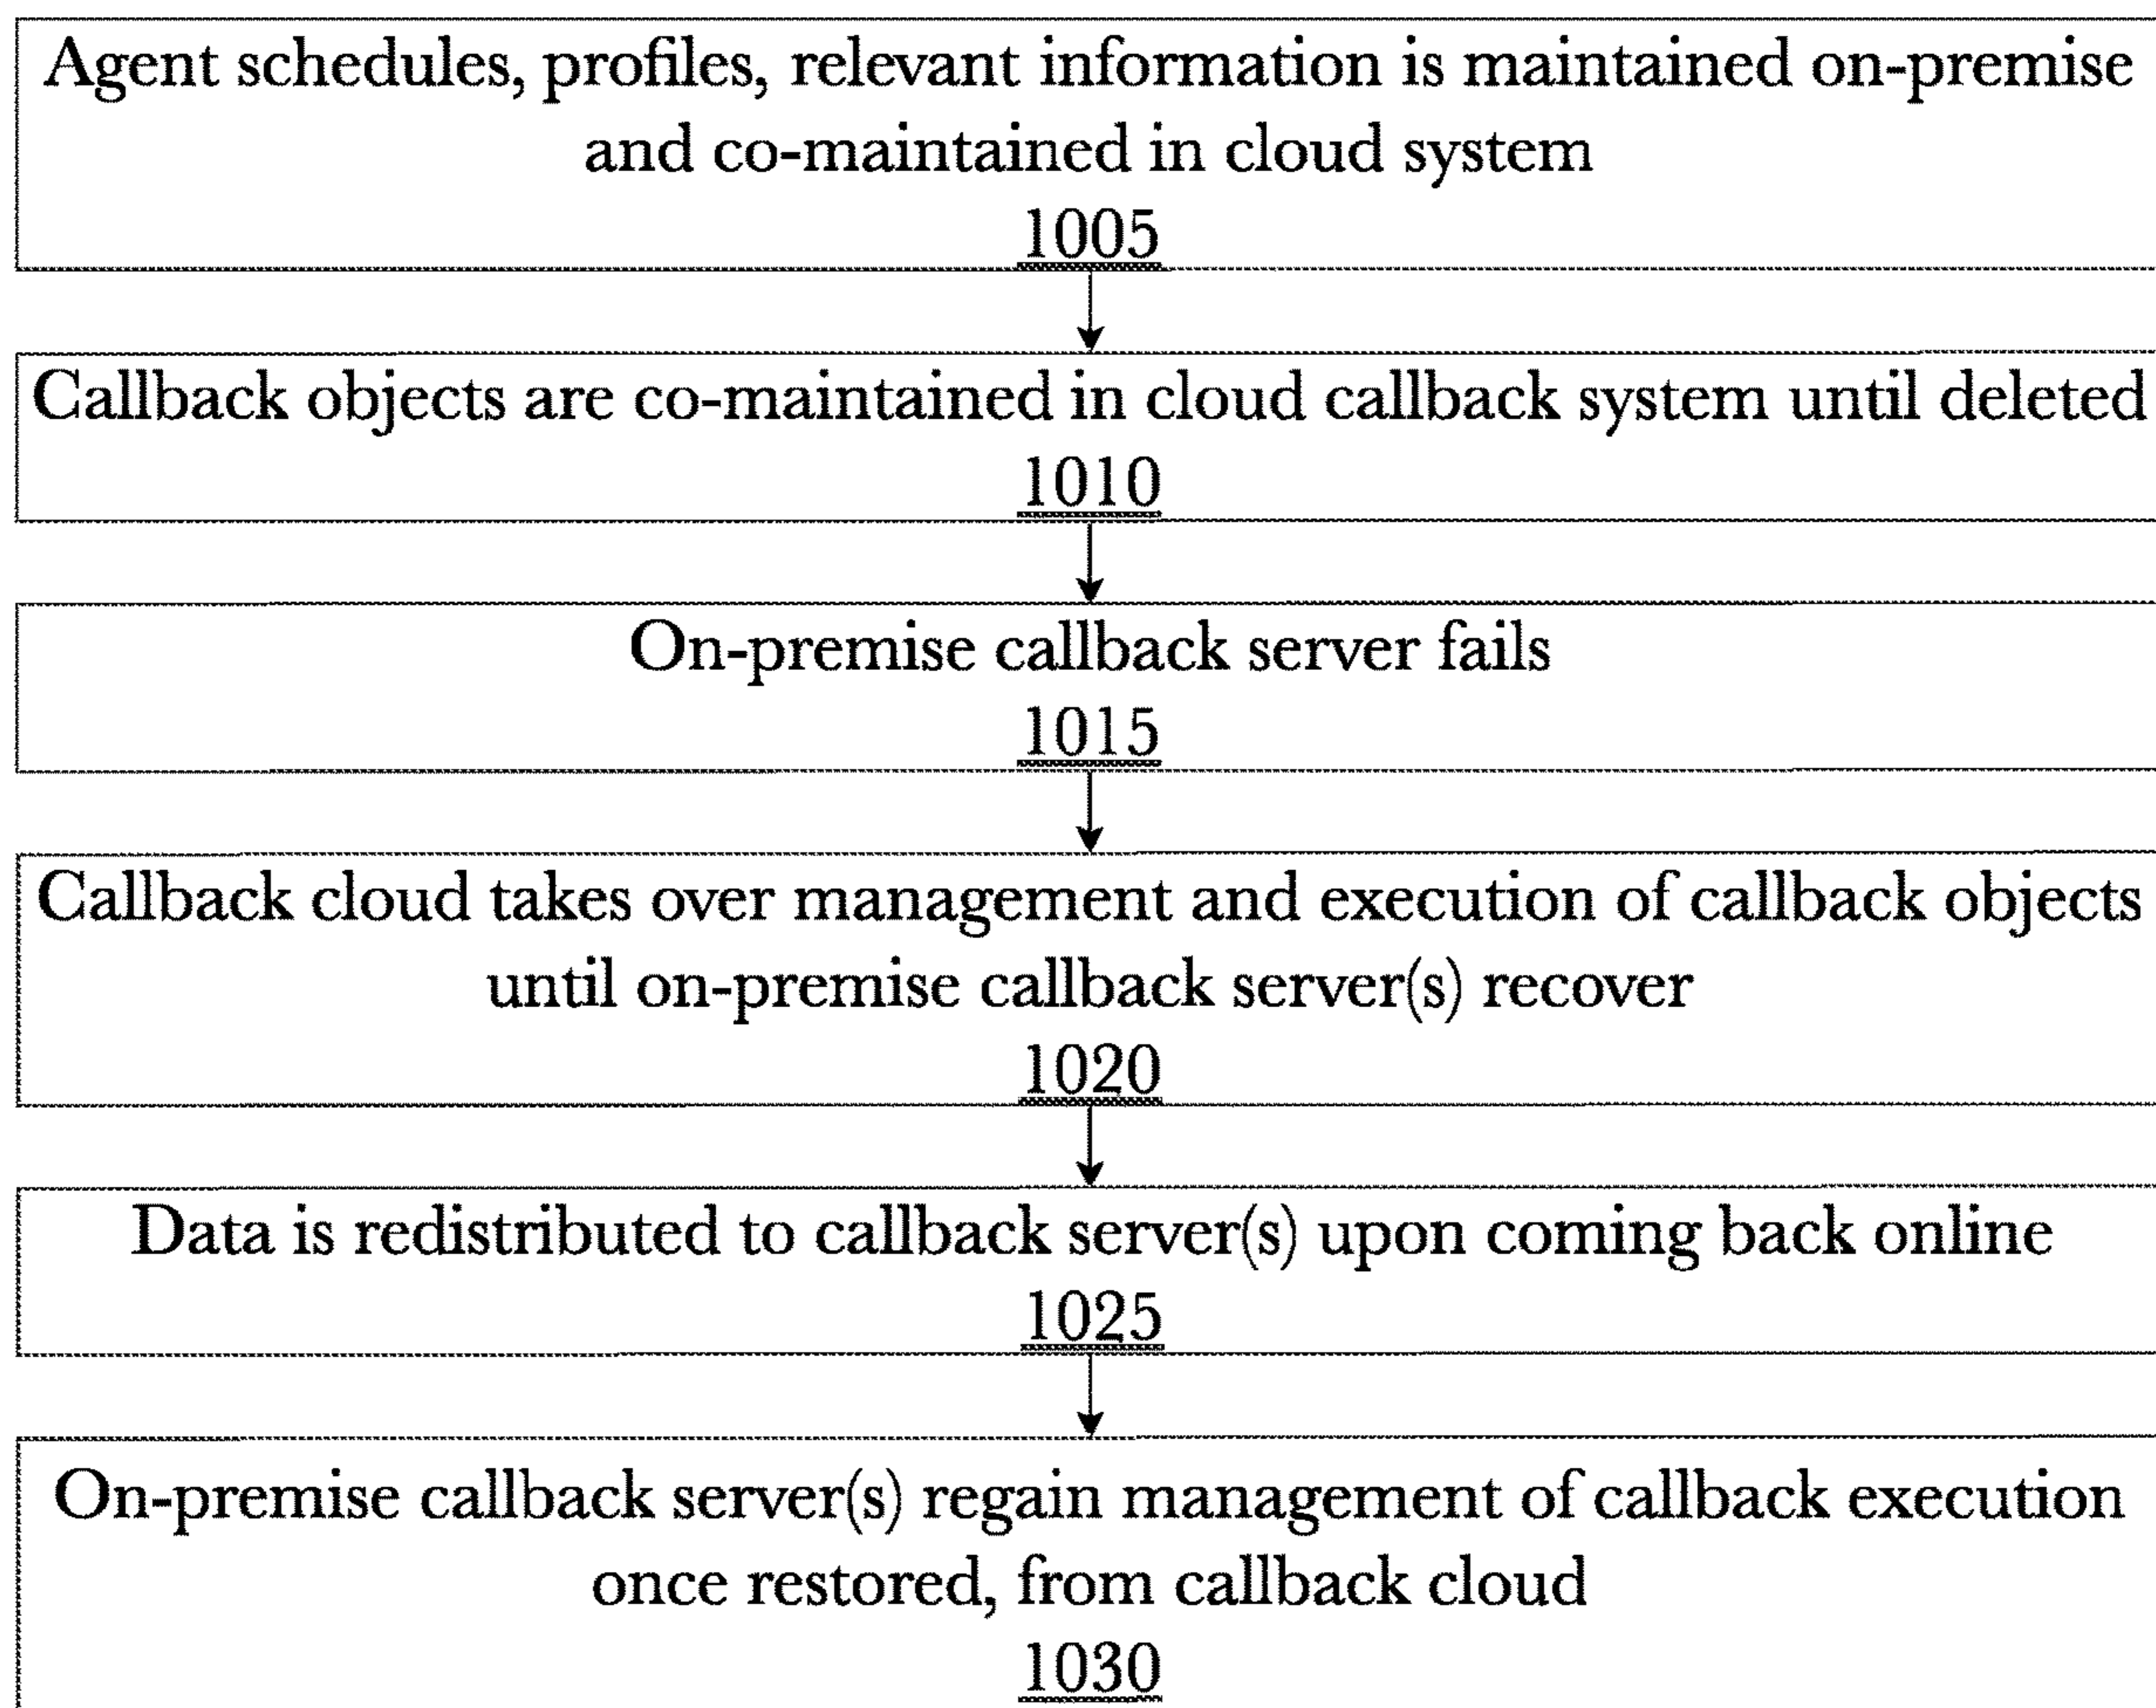 Agent schedules, profiles, relevant information is maintained on-premise
and co-maintained in cloud system
1005
Callback objects are co-maintained in cloud callback system until deleted
1010
On-premise callback server fails
1015
Callback cloud takes over management and execution of callback objects
until on-premise callback server(s) recover
1020
Data is redistributed to callback server(s) upon coming back online
1025
On-premise callback server(s) regain management of callback execution
once restored, from callback cloud
1030